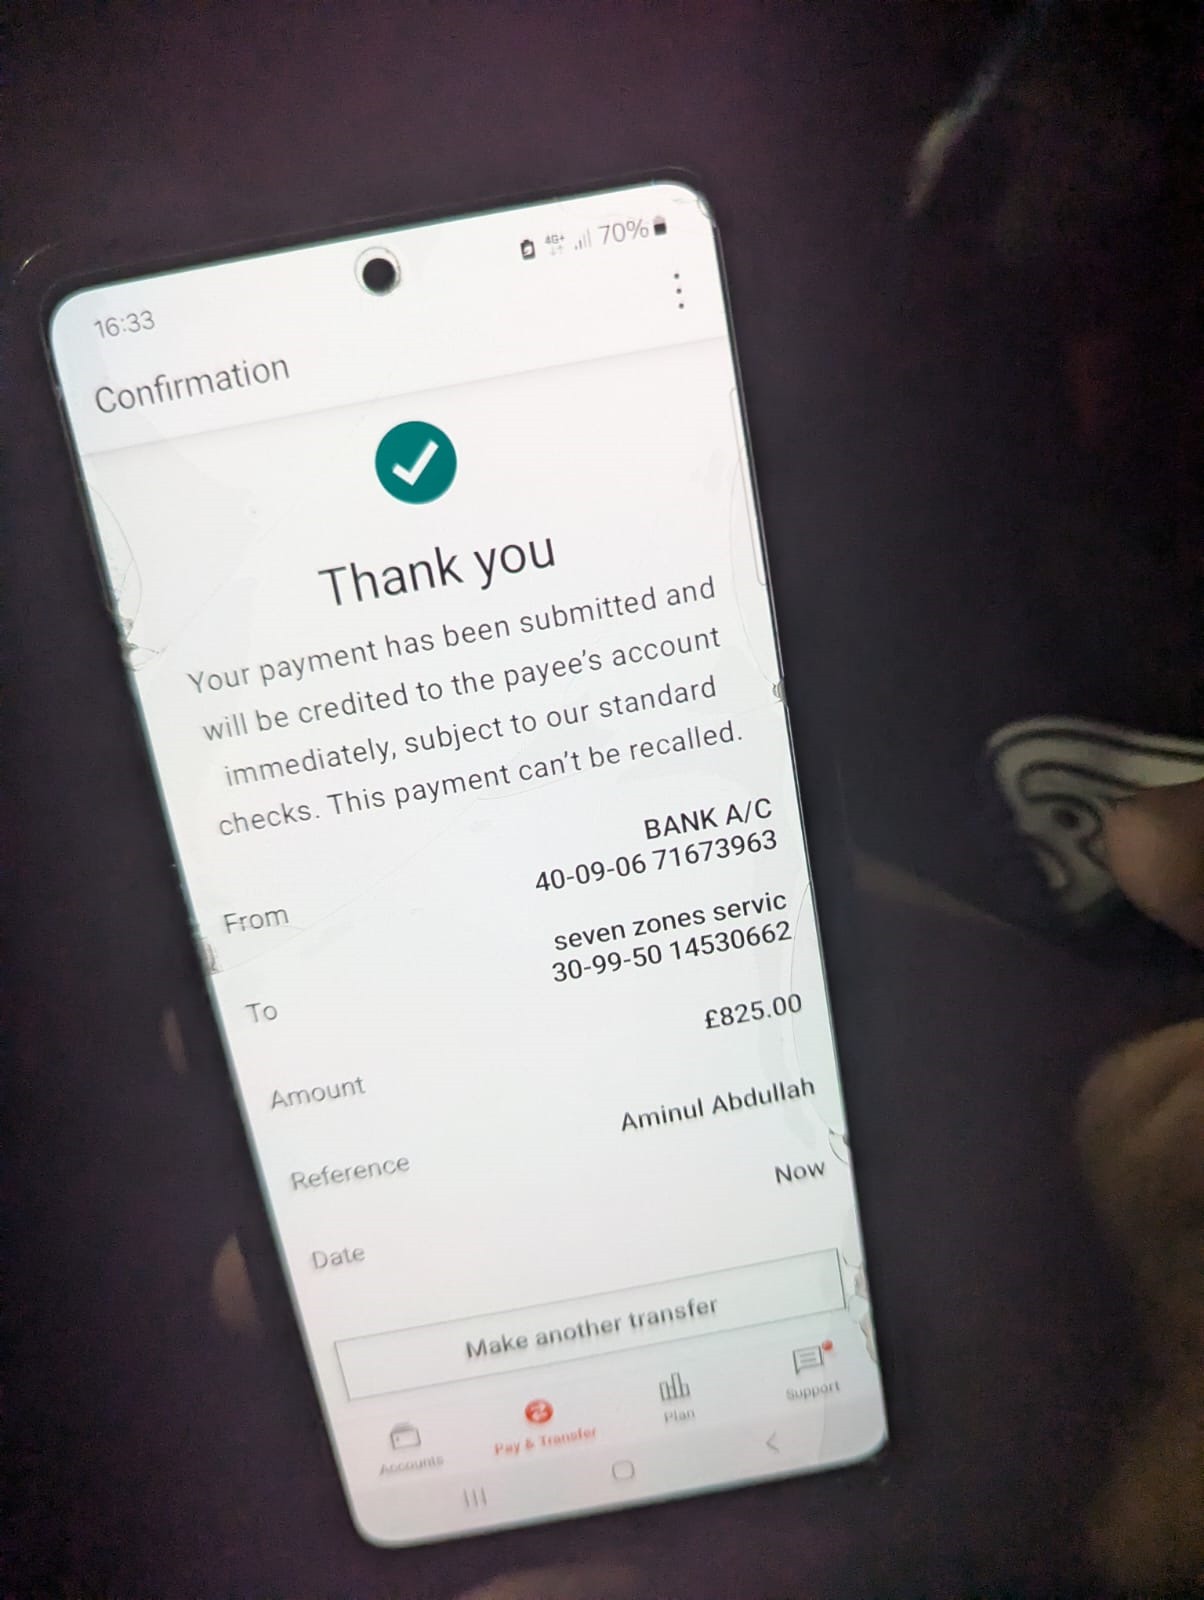 16:33
4G+ 70%
Confirmation
Thank you
Your payment has been submitted and
will be credited to the payee's account
immediately, subject to our standard
checks. This payment can't be recalled.
From
BANK A/C
40-09-06 71673963
To
seven zones servic
30-99-50 14530662
Amount
£825.00
Reference
Aminul Abdullah
Date
Now
Make another transfer
Accounts
Pay & Transfer
Plan
Support